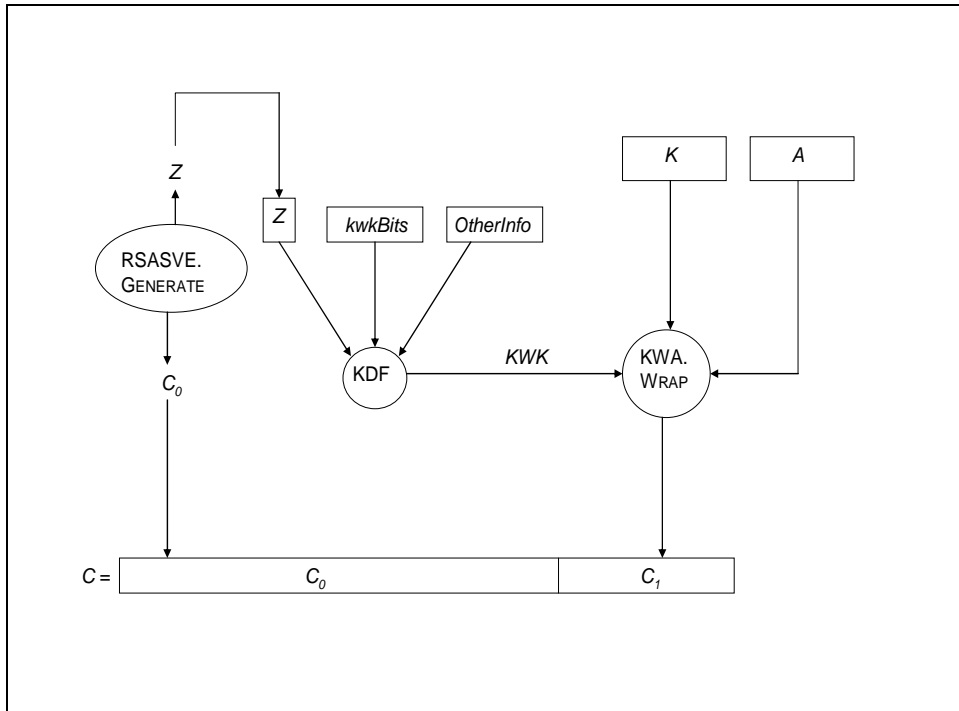 Z
K
A
Z
kwkBits
OtherInfo
RSASVE.
GENERATE
KDF
KWK
KWA.
WRAP
C0
C =
C0
C1